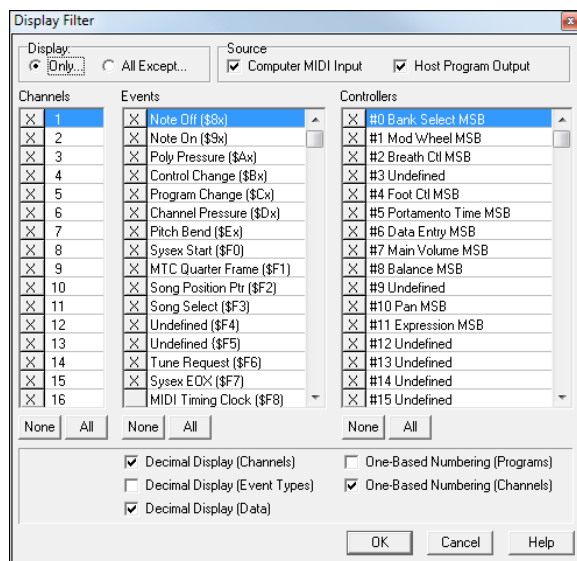 Display Filter
Display:
Only...
All Except...
Source
Computer MIDI Input
Host Program Output
Channels
X 1
X 2
X 3
X 4
X 5
X 6
X 7
X 8
X 9
X 10
X 11
X 12
X 13
X 14
X 15
X 16
None All
Events
X Note Off ($8x)
X Note On ($9x)
X Poly Pressure ($Ax)
X Control Change ($Bx)
X Program Change ($Cx)
X Channel Pressure ($Dx)
X Pitch Bend ($Ex)
X Sysex Start ($F0)
X MTC Quarter Frame ($F1)
X Song Position Ptr ($F2)
X Song Select ($F3)
X Undefined ($F4)
X Undefined {$F5)
X Tune Request ($F6)
X Sysex EOX ($F7)
MIDI Timing Clock ($F8)
None All
Controllers
X #0 Bank Select MSB
X #1 Mod Wheel MSB
X #2 Breath Ctl MSB
X #3 Undefined
X #4 Foot Ctl MSB
X #5 Portamento Time MSB
X #6 Data Entry MSB
X #7 Main Volume MSB
X #8 Balance MSB
X #9 Undefined
X #10 Pan MSB
X #11 Expression MSB
X #12 Undefined
X #13 Undefined
X #14 Undefined
X #15 Undefined
None All
Decimal Display (Channels)
Decimal Display (Event Types)
Decimal Display (Data)
One-Based Numbering (Programs)
One-Based Numbering (Channels)
OK Cancel Help